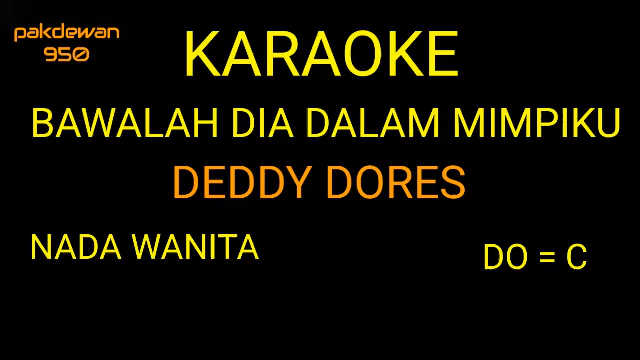 pakdewan
950
KARAOKE
BAWALAH DIA DALAM MIMPIKU
DEDDY DORES
NADA WANITA
DO = C